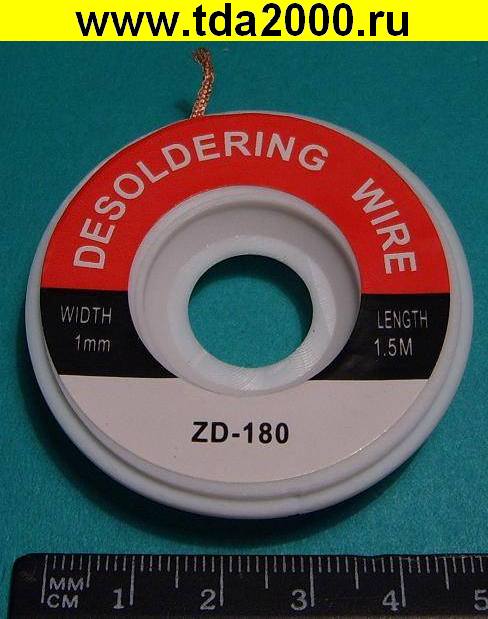 www.tda2000.ru
DESOLDERING WIRE
WIDTH
1mm
LENGTH
1.5M
ZD-180
MM
CM 1 2 3 4 5